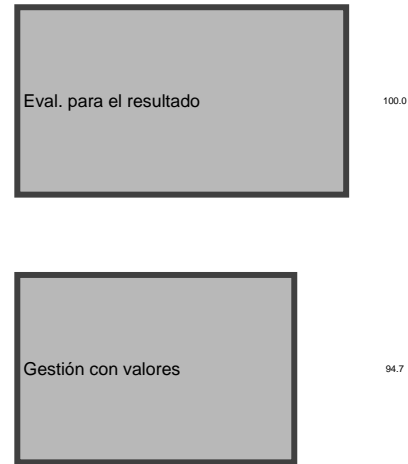 Eval. para el resultado 100.0
Gestión con valores 94.7